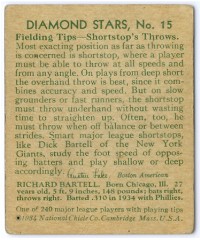 DIAMOND STARS, No. 15
Fielding Tips—Shortstop's Throws.
Most exacting position as far as throwing
is concerned is shortstop, where a player
must be able to throw at all speeds and
from any angle. On plays from deep short
the overhand throw is best, since it com-
bines accuracy and speed. But on slow
grounders or fast runners, the shortstop
must throw underhand without wasting
time to straighten. Often, too, he
must throw when off balance or between
strides. Smart major league shortstops,
like Dick Bartell of the New York
Giants, study the foot speed of opposing
batters and play shallow or deep
accordingly.
Boston American
RICHARD BARTELL. Born Chicago, Ill. 27
years old, 5 ft. 9 inches, 148 pounds; bats right,
throws right. Batted .310 in 1934 with Phillies.
One of 240 major league players with playing tips
1934 National Chicle Co. Cambridge, Mass. U.S.A.